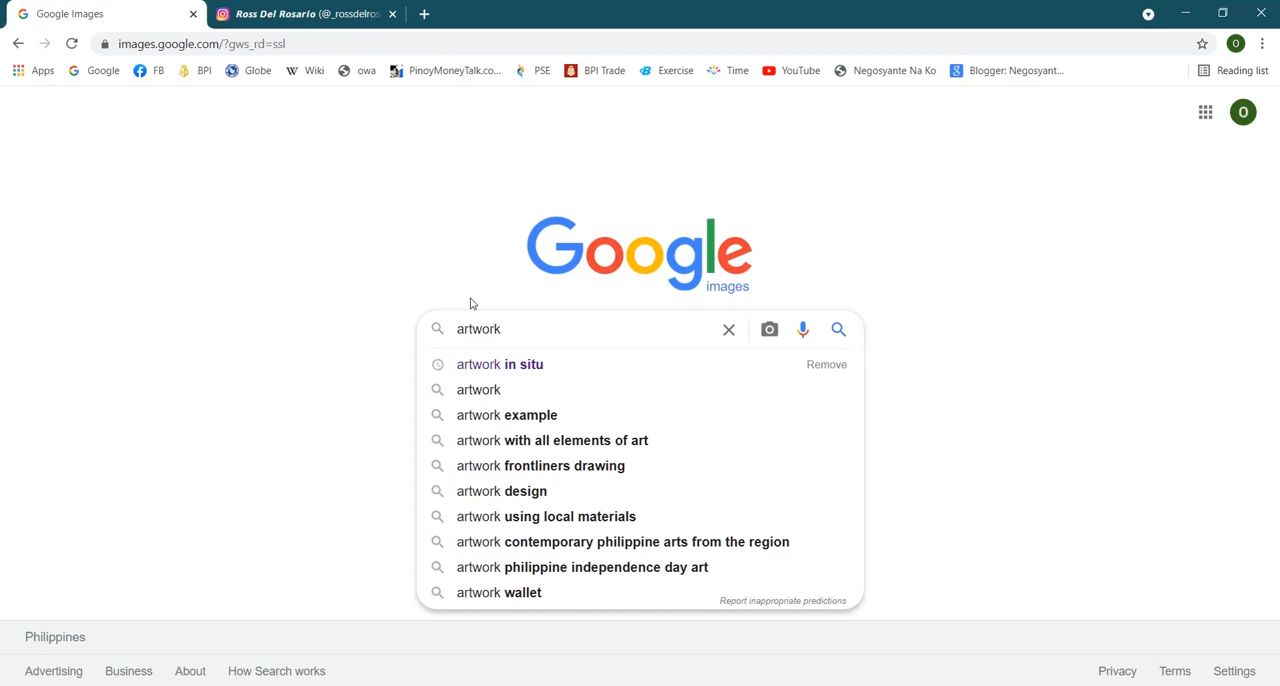 Google Images
Ross Del Rosario (@_rossdelros
images.google.com/?gws_rd=ssl
O
Apps Google FB BPI Globe Wiki owa PinoyMoneyTalk.co... PSE BPI Trade Exercise Time YouTube Negosyante Na Ko Blogger: Negosyant... Reading list
O
Google
images
artwork
artwork in situ Remove
artwork
artwork example
artwork with all elements of art
artwork frontliners drawing
artwork design
artwork using local materials
artwork contemporary philippine arts from the region
artwork philippine independence day art
artwork wallet
Report inappropriate predictions
Philippines
Advertising Business About How Search works Privacy Terms Settings